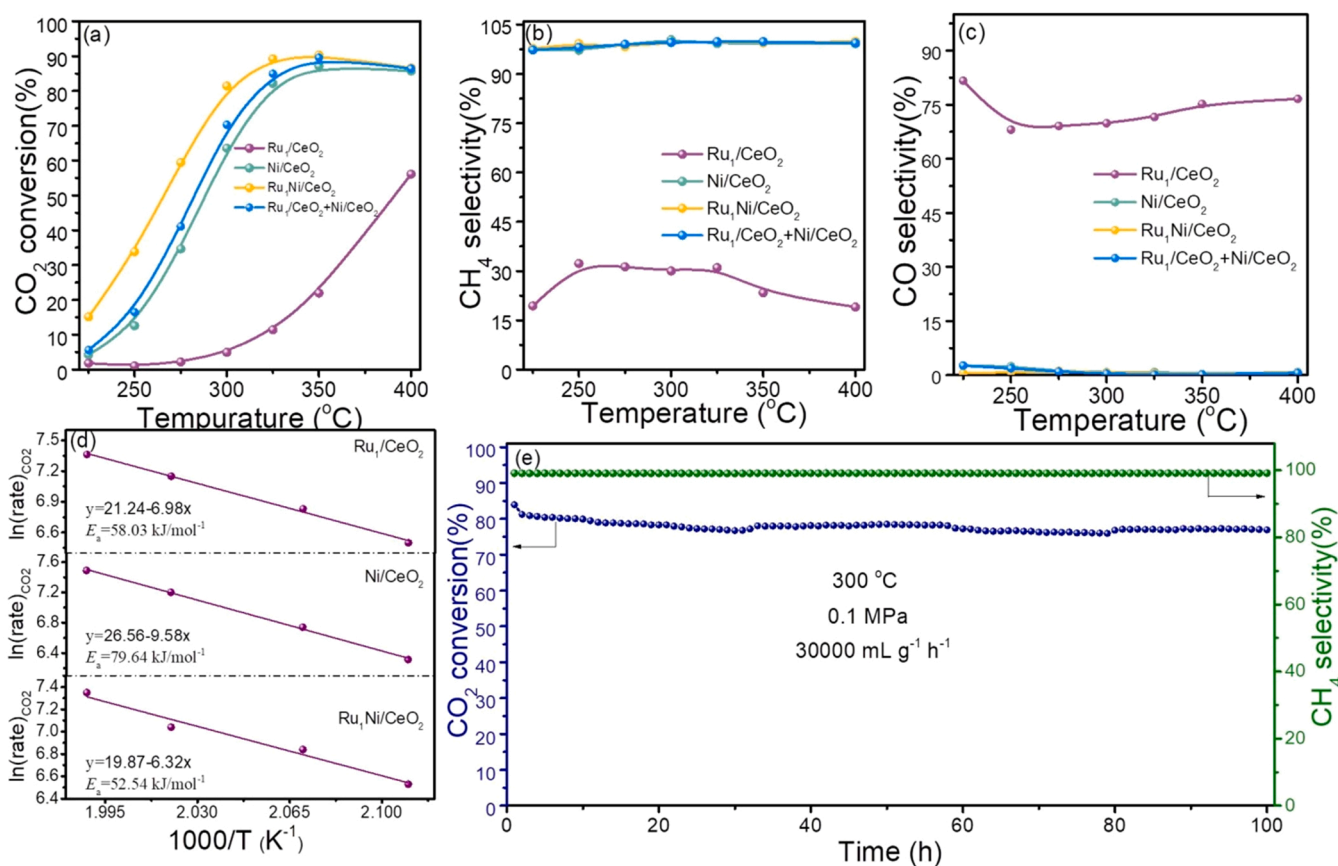 (a)
CO2 conversion(%)
100
90
80
70
60
50
40
30
20
10
0
Ru1/CeO2
Ni/CeO2
Ru1Ni/CeO2
Ru1/CeO2+Ni/CeO2
250
300
350
400
Tempurature (°C)
(b)
CH4 selectivity(%)
105
90
75
60
45
30
15
0
Ru1/CeO2
Ni/CeO2
Ru1Ni/CeO2
Ru1/CeO2+Ni/CeO2
250
300
350
400
Temperature (°C)
(c)
CO selectivity(%)
90
75
60
45
30
15
0
Ru1/CeO2
Ni/CeO2
Ru1Ni/CeO2
Ru1/CeO2+Ni/CeO2
250
300
350
400
Temperature (°C)
(d)
ln(rate)CO2
7.5
7.2
6.9
6.6
Ru1/CeO2
y=21.24-6.98x
Ea=58.03 kJ/mol-1
ln(rate)CO2
7.6
7.2
6.8
6.4
Ni/CeO2
y=26.56-9.58x
Ea=79.64 kJ/mol-1
ln(rate)CO2
7.4
7.2
7.0
6.8
6.6
6.4
Ru1Ni/CeO2
y=19.87-6.32x
Ea=52.54 kJ/mol-1
1.995
2.030
2.065
2.100
1000/T (K-1)
(e)
CO2 conversion(%)
100
95
90
85
80
75
70
65
60
55
50
45
40
35
30
25
20
15
10
5
0
300 °C
0.1 MPa
30000 mL g-1 h-1
100
80
60
40
20
0
CH4 selectivity(%)
0
20
40
60
80
100
Time (h)